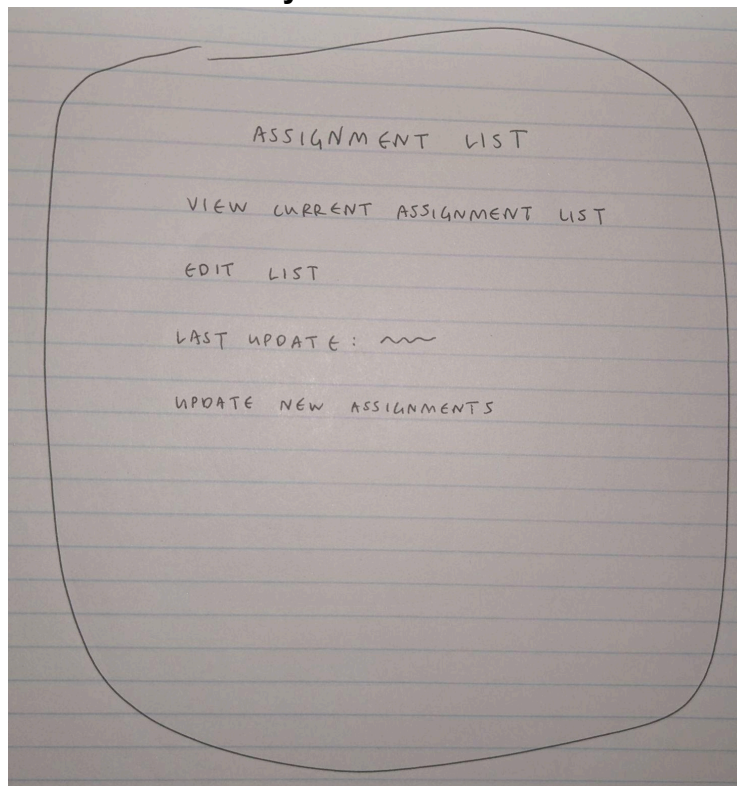 ASSIGNMENT LIST
VIEW CURRENT ASSIGNMENT LIST
EDIT LIST
LAST UPDATE:
UPDATE NEW ASSIGNMENTS